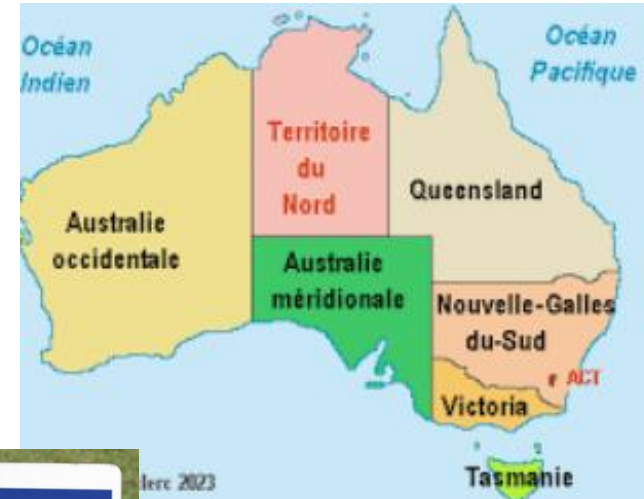 Océan
Indien
Océan
Pacifique
Territoire
du
Nord
Queensland
Australie
occidentale
Australie
méridionale
Nouvelle-Galles
du-Sud
ACT
Victoria
2023
Tasmanie